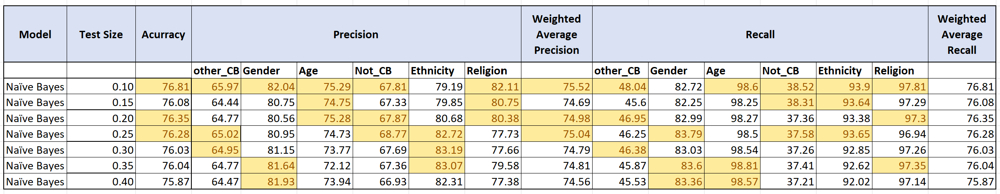 Model Test Size Acurracy Precision Weighted Average Precision Recall Weighted Average Recall
other_CB Gender Age Not_CB Ethnicity Religion other_CB Gender Age Not_CB Ethnicity Religion
Naïve Bayes 0.10 76.81 65.97 82.04 75.29 67.81 79.19 82.11 75.52 48.04 82.72 98.6 38.52 93.9 97.81 76.81
Naïve Bayes 0.15 76.08 64.44 80.75 74.75 67.33 79.85 80.75 74.69 45.6 82.25 98.25 38.31 93.64 97.29 76.08
Naïve Bayes 0.20 76.35 64.77 80.56 75.28 67.87 80.68 80.38 74.98 46.95 82.99 98.27 37.36 93.38 97.3 76.35
Naïve Bayes 0.25 76.28 65.02 80.95 74.73 68.77 82.72 77.73 75.04 46.25 83.79 98.5 37.58 93.65 96.94 76.28
Naïve Bayes 0.30 76.03 64.95 81.15 73.77 67.69 83.19 77.66 74.79 46.38 83.03 98.54 37.26 92.85 97.26 76.03
Naïve Bayes 0.35 76.04 64.77 81.64 72.12 67.36 83.07 79.58 74.81 45.87 83.6 98.81 37.41 92.62 97.35 76.04
Naïve Bayes 0.40 75.87 64.47 81.93 73.94 66.93 82.31 77.38 74.56 45.53 83.36 98.57 37.21 92.02 97.14 75.87